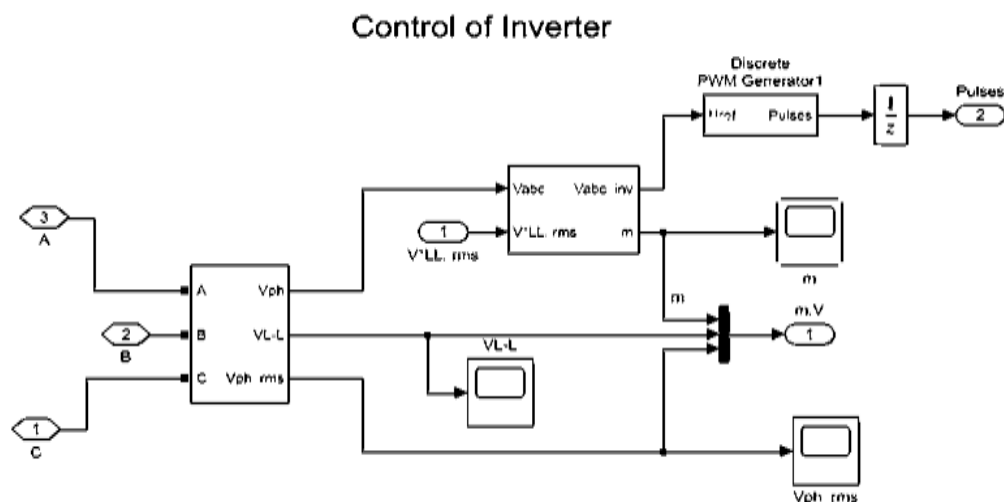 Control of Inverter
Discrete
PWM Generator1
Uref Pulses
1
z
Pulses
2
Vabc Vabc inv
V*LL. rms m
1
V*LL. rms
3
A
m
m
A Vph
B VL-L
C Vph rms
2
B
VL-L
m,V
1
1
C
Vph rms